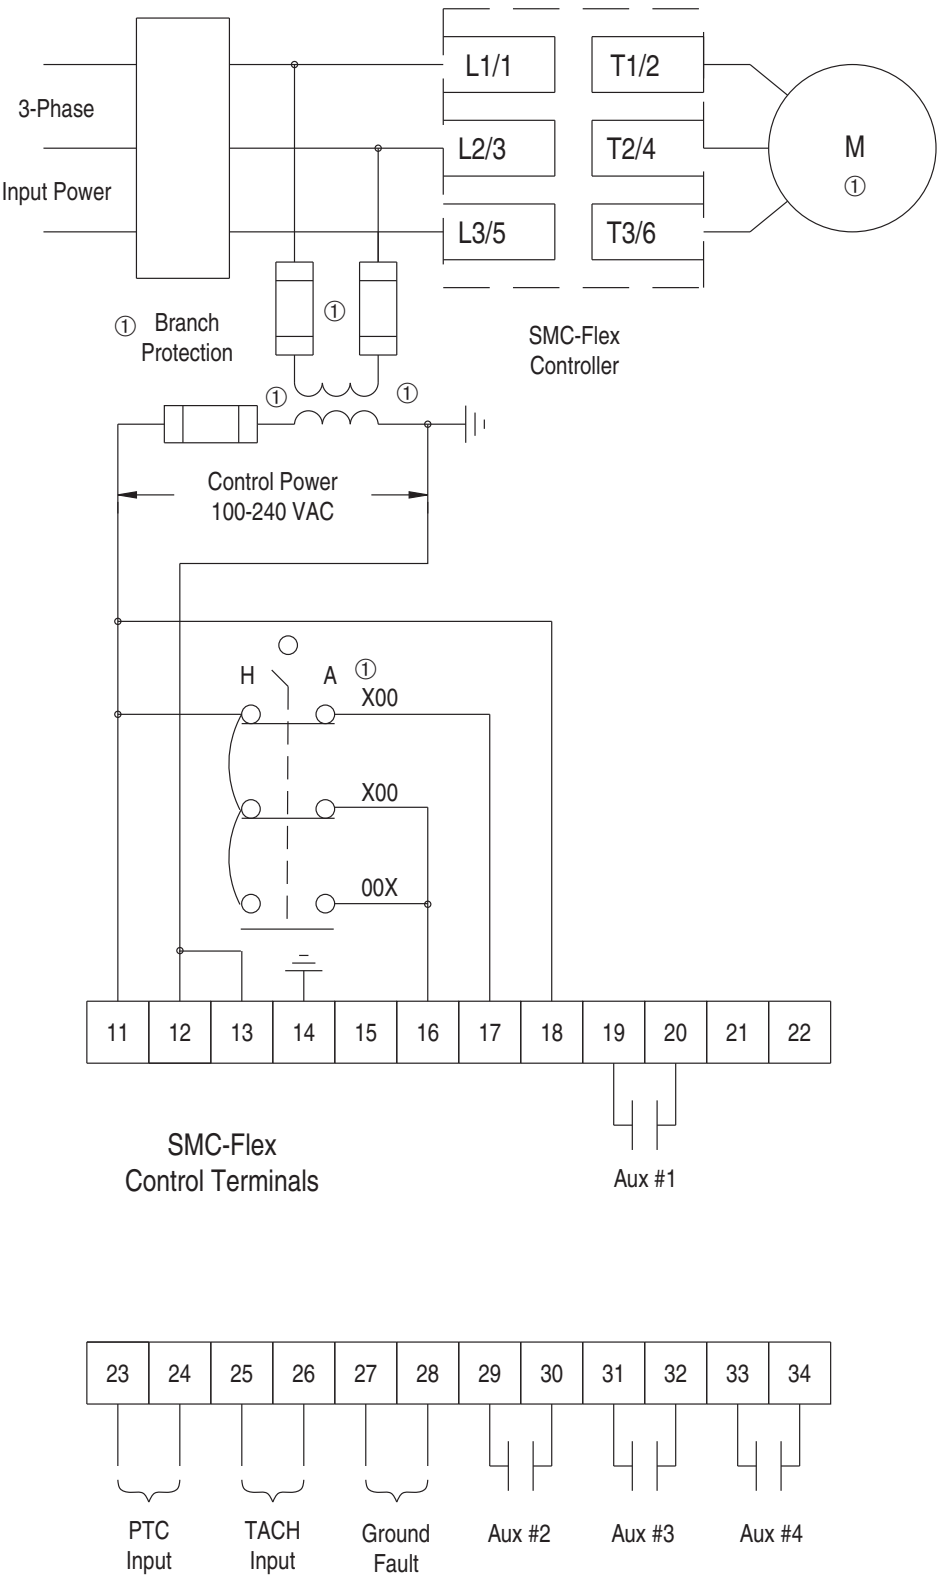 L1/1 T1/2
3-Phase
L2/3 T2/4 M
①
Input Power
L3/5 T3/6
①
① Branch
Protection
SMC-Flex
Controller
① ①
Control Power
100-240 VAC
H A ①
X00
X00
00X
11 12 13 14 15 16 17 18 19 20 21 22
SMC-Flex
Control Terminals
Aux #1
23 24 25 26 27 28 29 30 31 32 33 34
PTC
Input
TACH
Input
Ground
Fault
Aux #2
Aux #3
Aux #4